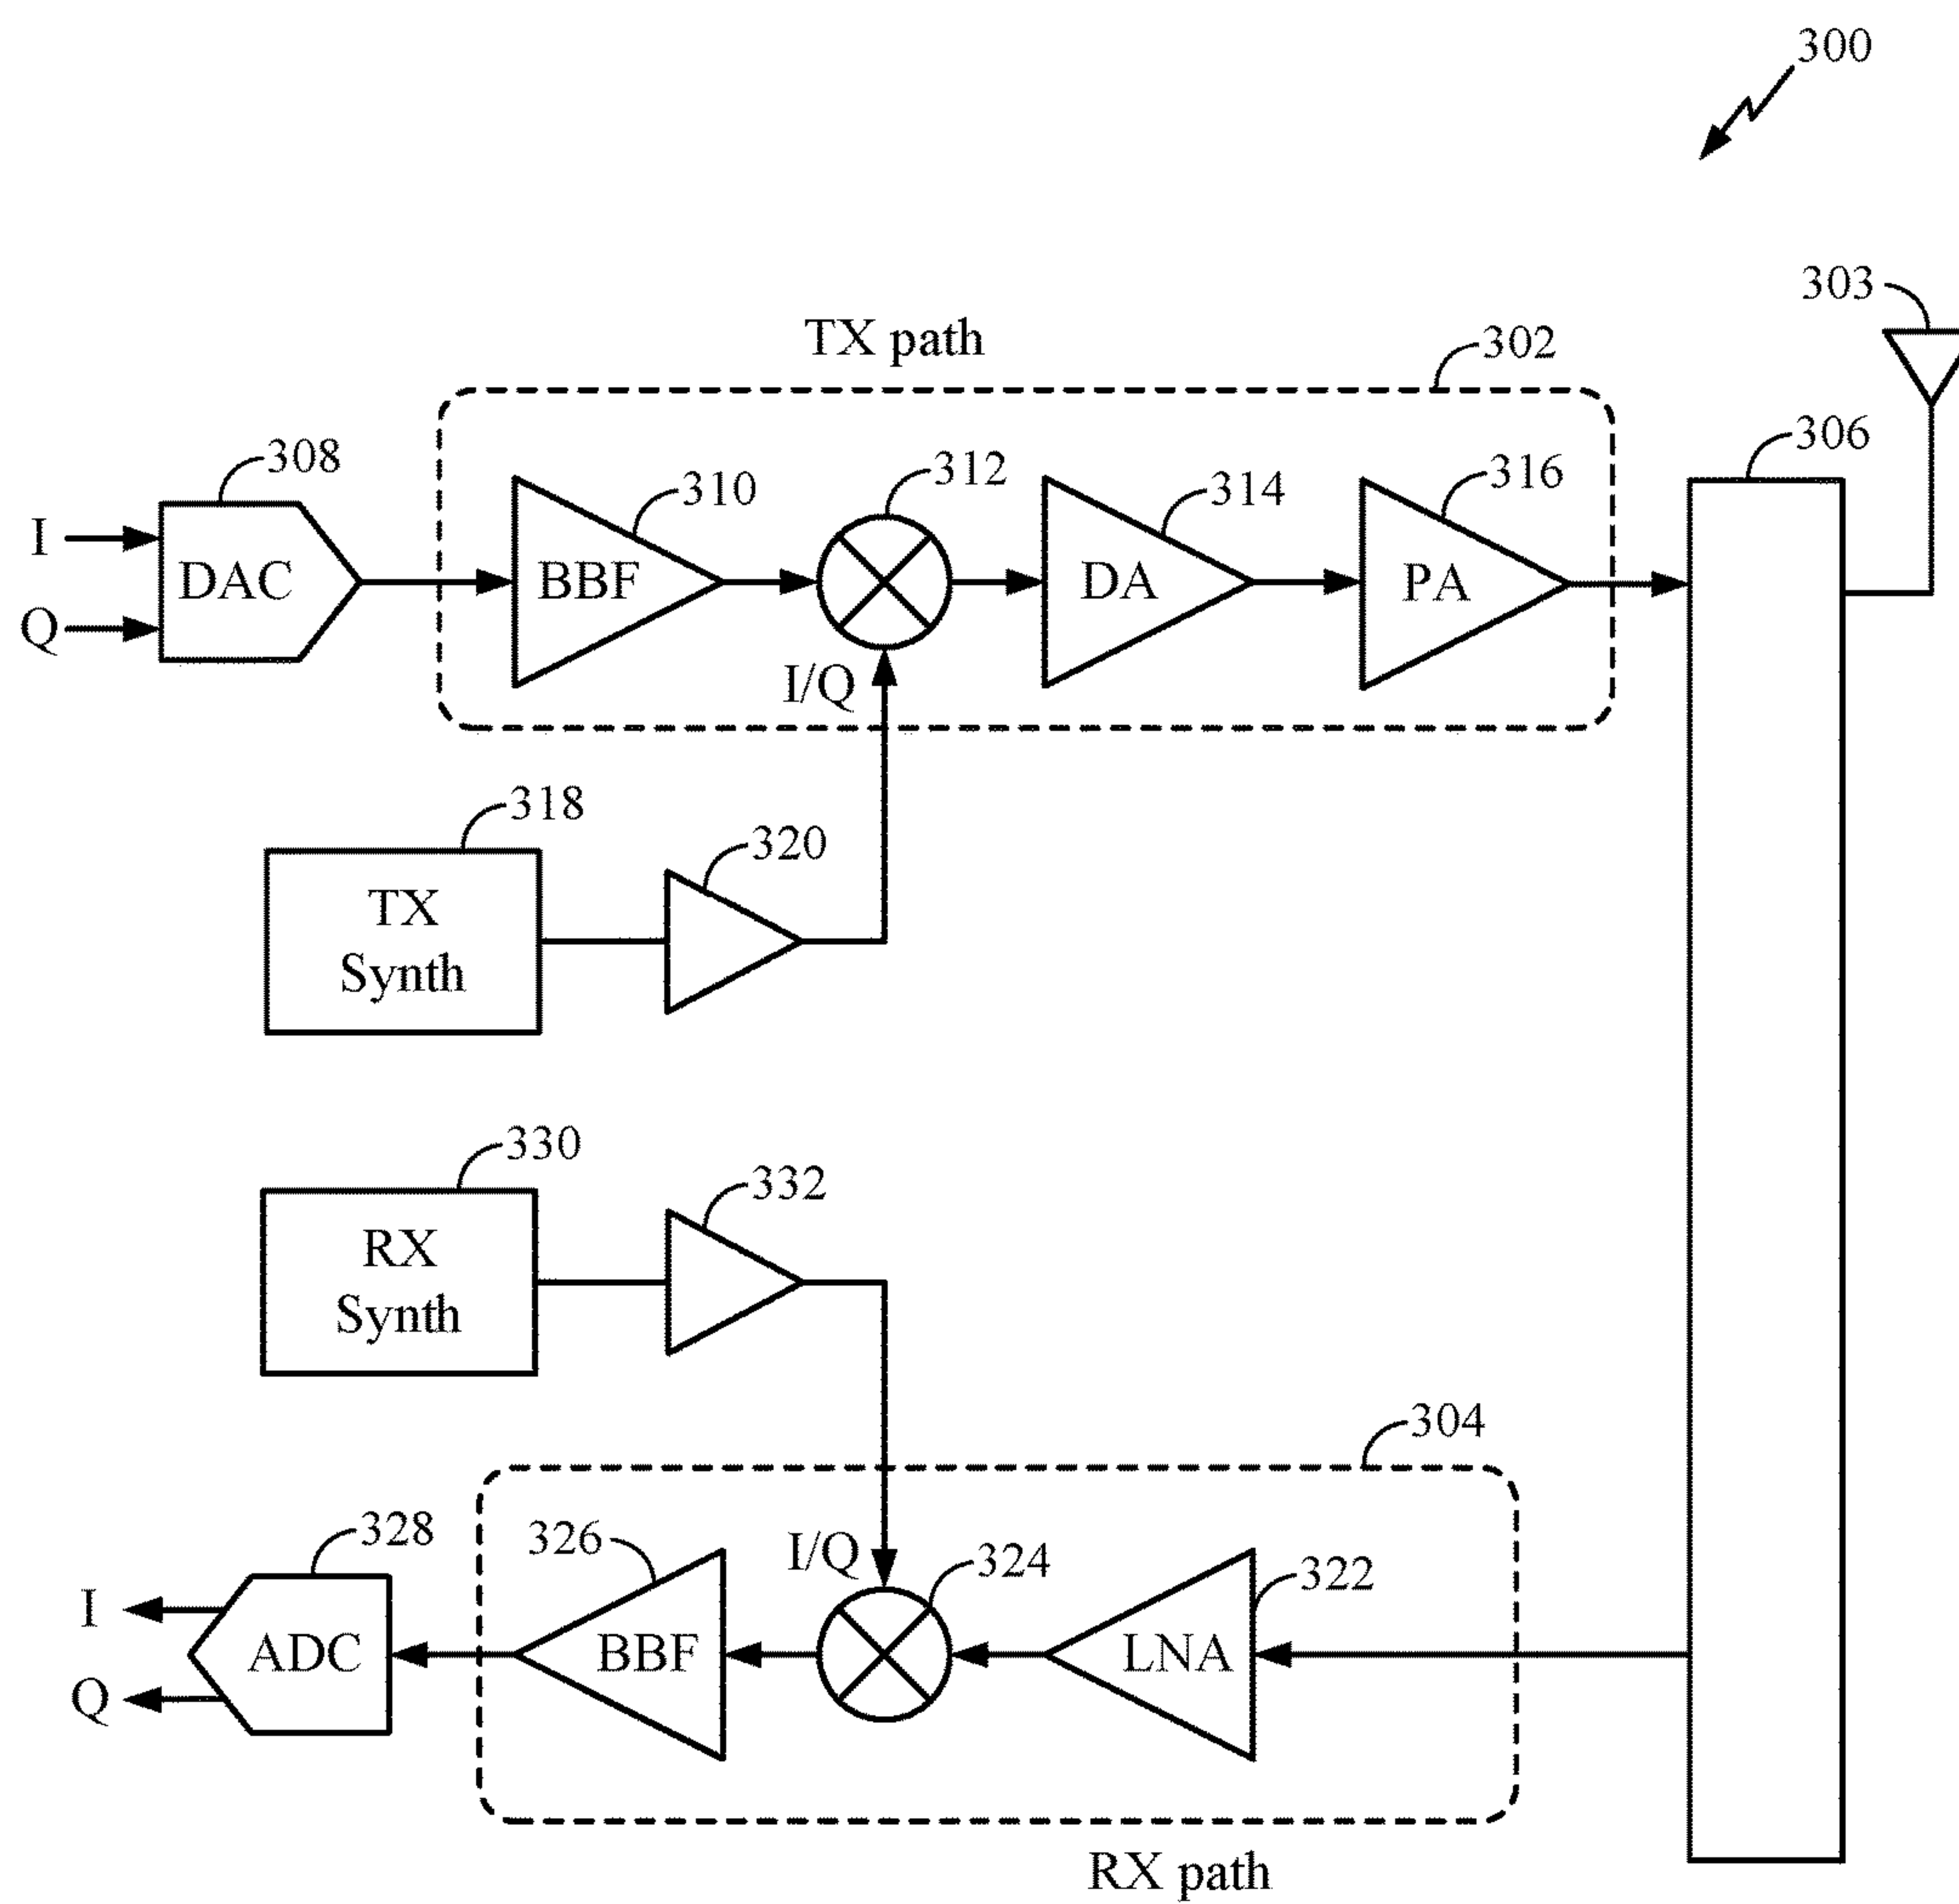 300
303
TX path
302
308
310
312
314
316
306
I
DAC
BBF
DA
PA
Q
I/Q
318
320
TX
Synth
330
332
RX
Synth
304
328
326
I/Q
324
322
I
ADC
BBF
LNA
Q
RX path